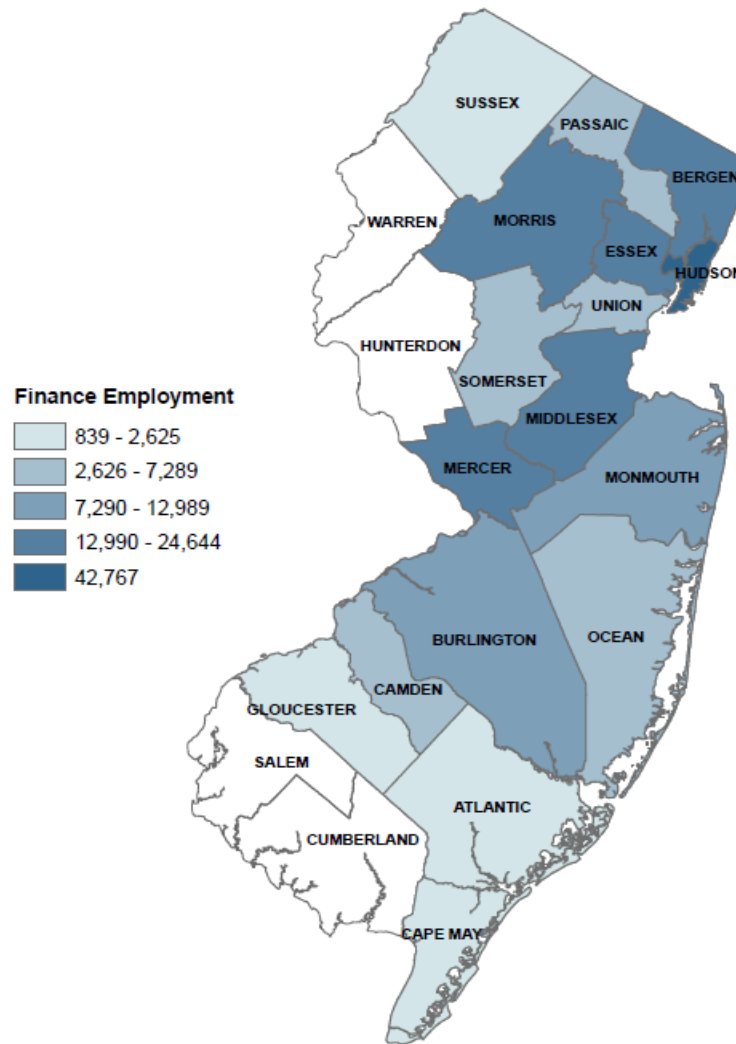 SUSSEX
PASSAIC
BERGEN
WARREN
MORRIS
ESSEX
HUDSON
UNION
HUNTERDON
SOMERSET
MIDDLESEX
MERCER
MONMOUTH
Finance Employment
839 - 2,625
2,626 - 7,289
7,290 - 12,989
12,990 - 24,644
42,767
BURLINGTON
OCEAN
CAMDEN
GLOUCESTER
SALEM
ATLANTIC
CUMBERLAND
CAPE MAY